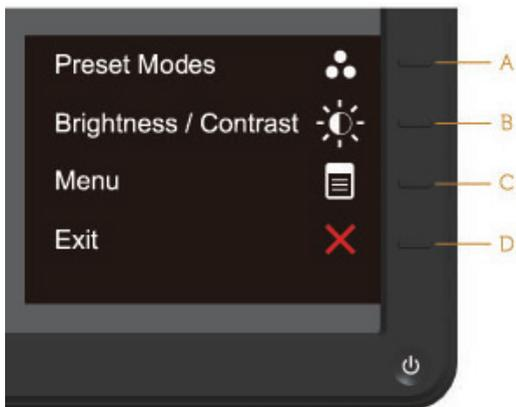 Preset Modes
A
Brightness / Contrast
B
Menu
C
Exit
D